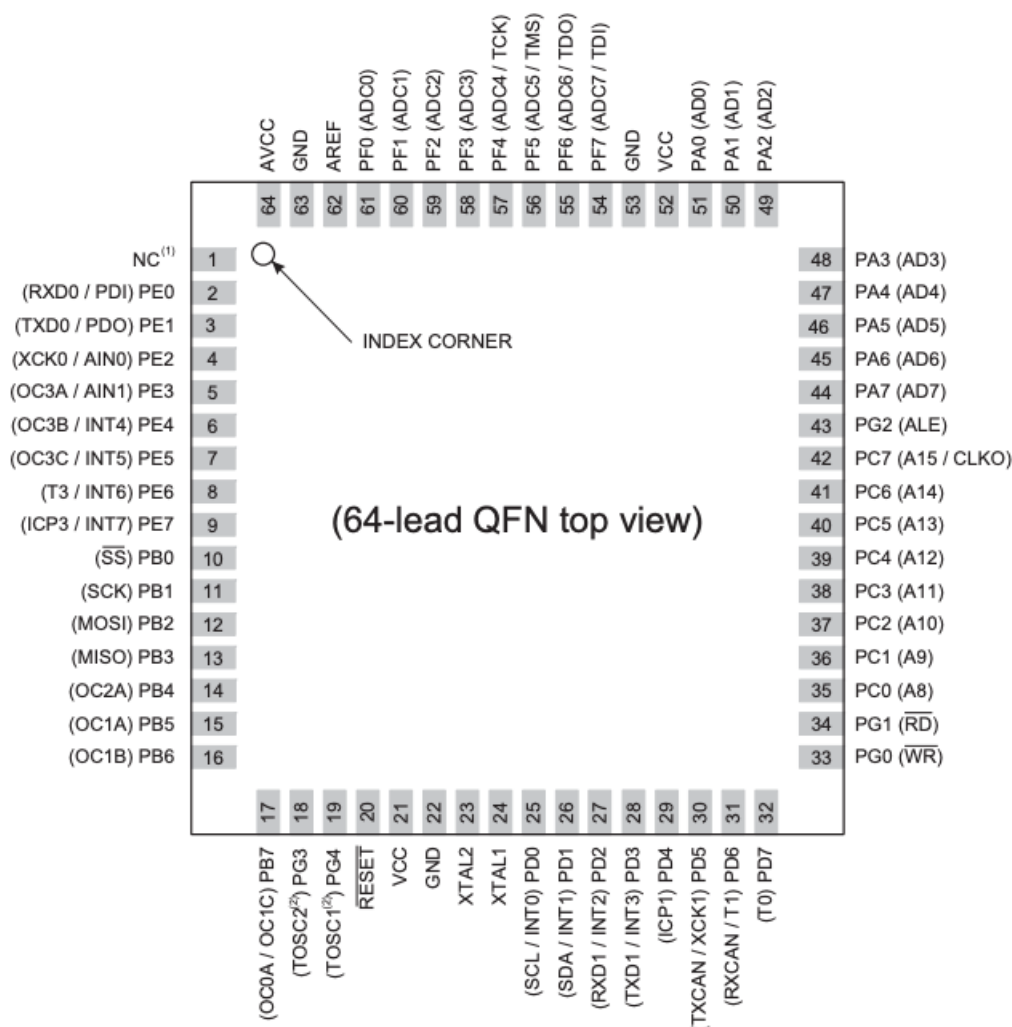 AVCC
GND
AREF
PF0 (ADC0)
PF1 (ADC1)
PF2 (ADC2)
PF3 (ADC3)
PF4 (ADC4 / TCK)
PF5 (ADC5 / TMS)
PF6 (ADC6 / TDO)
PF7 (ADC7 / TDI)
GND
VCC
PA0 (AD0)
PA1 (AD1)
PA2 (AD2)
64
63
62
61
60
59
58
57
56
55
54
53
52
51
50
49
NC(1) 1
(RXD0 / PDI) PE0 2
(TXD0 / PDO) PE1 3
(XCK0 / AIN0) PE2 4
(OC3A / AIN1) PE3 5
(OC3B / INT4) PE4 6
(OC3C / INT5) PE5 7
(T3 / INT6) PE6 8
(ICP3 / INT7) PE7 9
(SS) PB0 10
(SCK) PB1 11
(MOSI) PB2 12
(MISO) PB3 13
(OC2A) PB4 14
(OC1A) PB5 15
(OC1B) PB6 16
INDEX CORNER
(64-lead QFN top view)
48 PA3 (AD3)
47 PA4 (AD4)
46 PA5 (AD5)
45 PA6 (AD6)
44 PA7 (AD7)
43 PG2 (ALE)
42 PC7 (A15 / CLKO)
41 PC6 (A14)
40 PC5 (A13)
39 PC4 (A12)
38 PC3 (A11)
37 PC2 (A10)
36 PC1 (A9)
35 PC0 (A8)
34 PG1 (RD)
33 PG0 (WR)
17
18
19
20
21
22
23
24
25
26
27
28
29
30
31
32
(OC0A / OC1C) PB7
(TOSC2(2)) PG3
(TOSC1(2)) PG4
RESET
VCC
GND
XTAL2
XTAL1
(SCL / INT0) PD0
(SDA / INT1) PD1
(RXD1 / INT2) PD2
(TXD1 / INT3) PD3
(ICP1) PD4
(TXCAN / XCK1) PD5
(RXCAN / T1) PD6
(T0) PD7